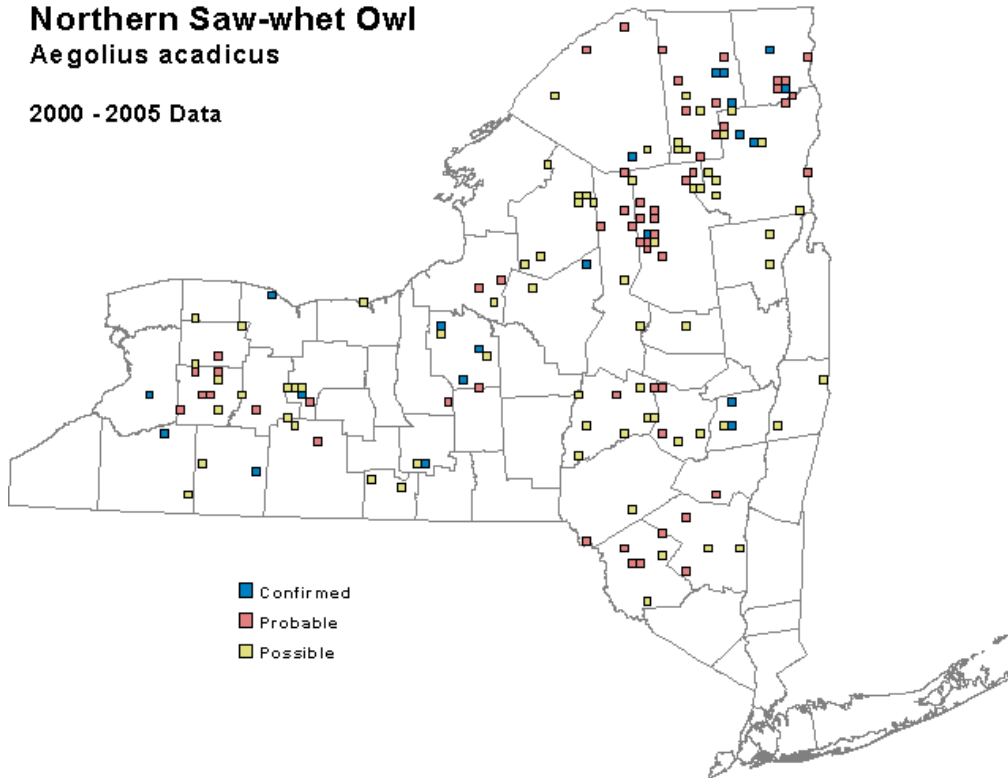 Northern Saw-whet Owl
Aegolius acadicus
2000 - 2005 Data
Confirmed
Probable
Possible